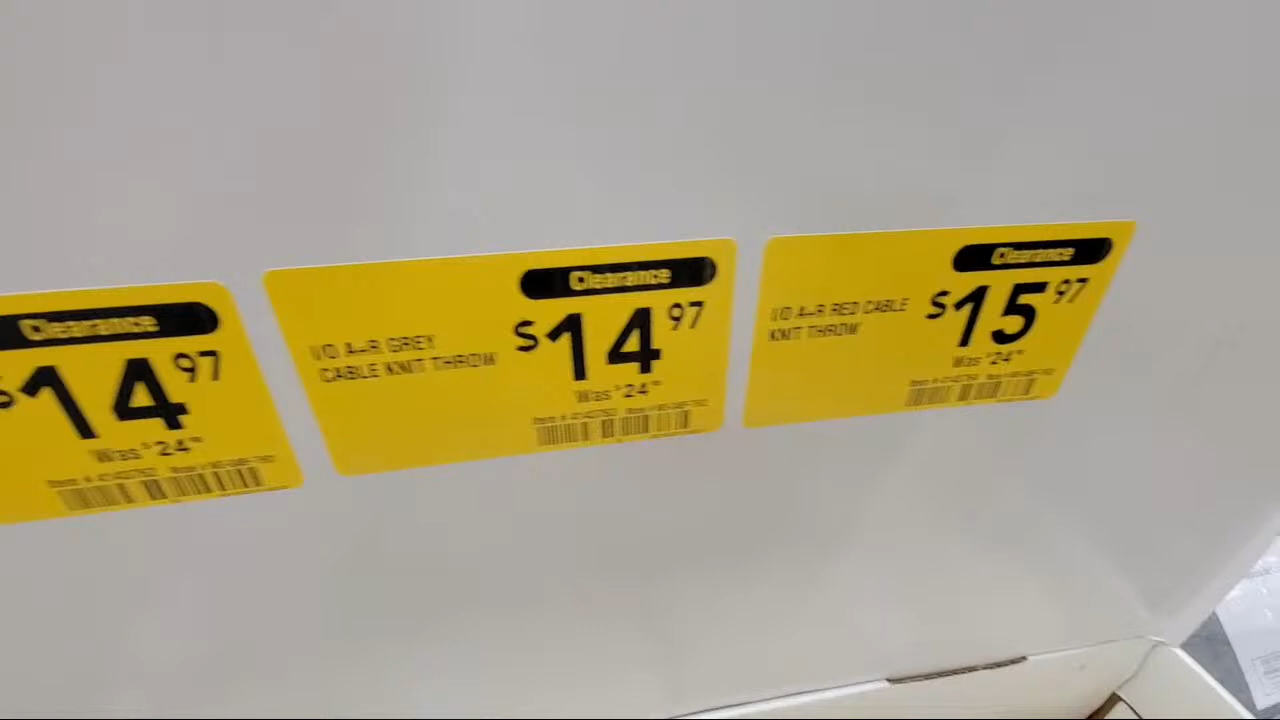 Clearance
$14 97
Was $24
Clearance
I/O A+R GREY
CABLE KNIT THROW
$14 97
Was $24
Clearance
I/O A+R RED CABLE
KNIT THROW
$15 97
Was $24